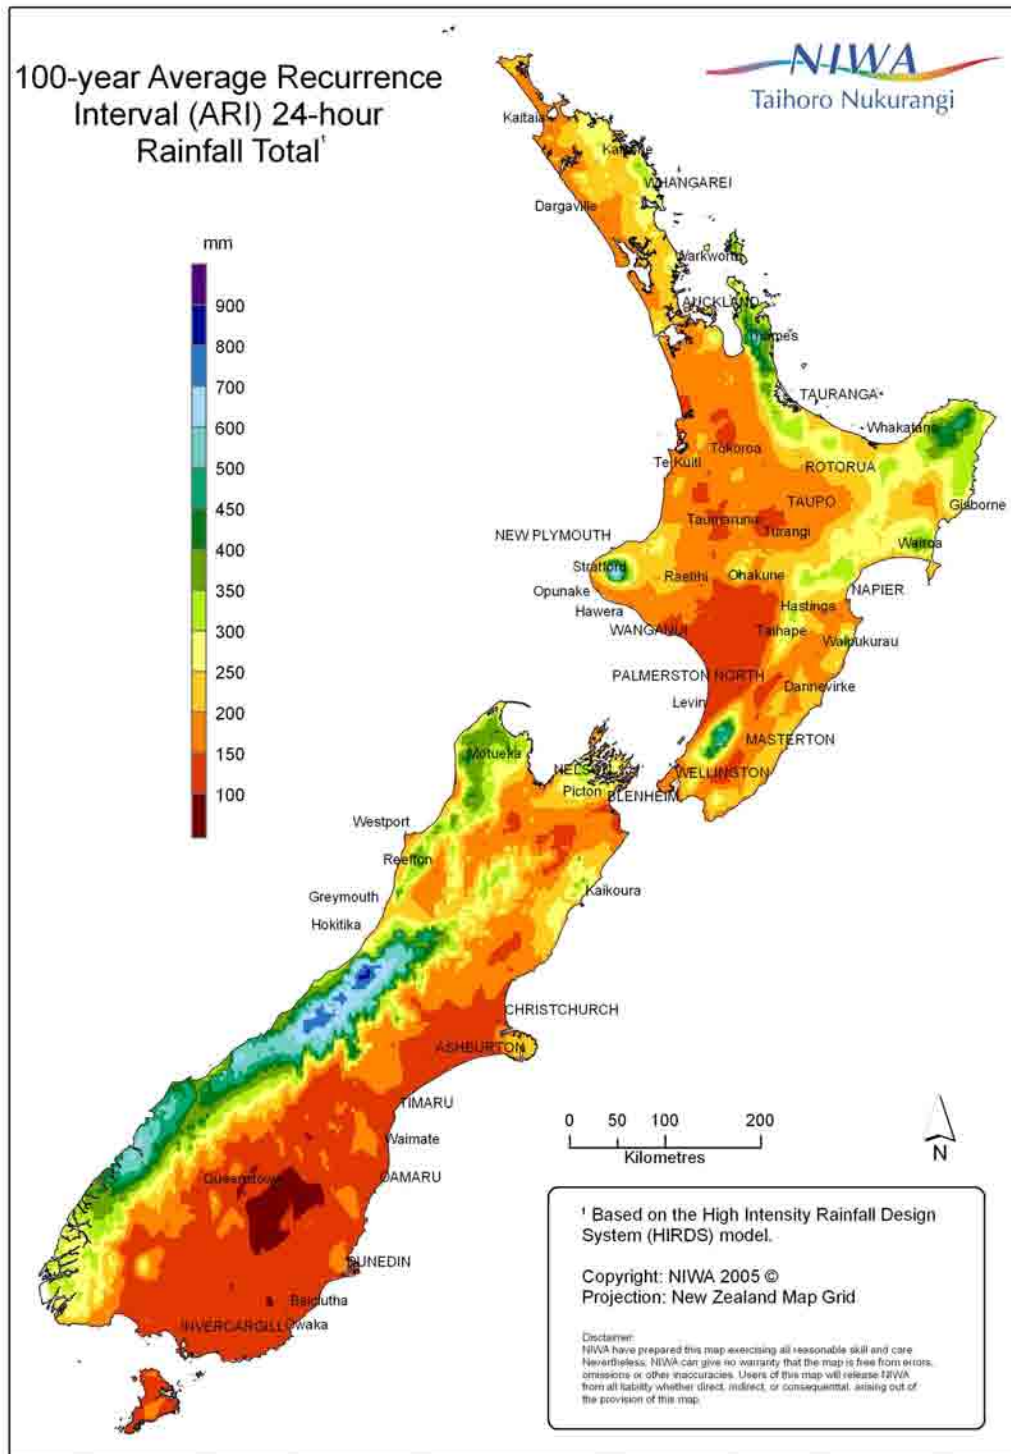 100-year Average Recurrence
Interval (ARI) 24-hour
Rainfall Total¹
NIWA
Taihoro Nukurangi
mm
900
800
700
600
500
450
400
350
300
250
200
150
100
Kaitaia
WHANGAREI
Dargaville
Warkworth
AUCKLAND
TAURANGA
Whakatane
Tokoroa
Te Kuiti
ROTORUA
TAUPO
Gisborne
Turangi
NEW PLYMOUTH
Wairoa
Stratford
Raetihi
Ohakune
Opunake
NAPIER
Hawera
Hastings
WANGANUI
Taihape
Waipukurau
PALMERSTON NORTH
Dannevirke
Levin
MASTERTON
Motueka
NELSON
WELLINGTON
Picton
BLENHEIM
Westport
Reefton
Greymouth
Kaikoura
Hokitika
CHRISTCHURCH
ASHBURTON
TIMARU
Waimate
Queenstown
OAMARU
DUNEDIN
Balclutha
INVERCARGILL
Owaka
0 50 100 200
Kilometres
N
¹ Based on the High Intensity Rainfall Design
System (HIRDS) model.
Copyright: NIWA 2005 ©
Projection: New Zealand Map Grid
Disclaimer:
NIWA have prepared this map exercising all reasonable skill and care
Nevertheless, NIWA can give no warranty that the map is free from errors,
omissions or other inaccuracies. Users of this map will release NIWA
from all liability whether direct, indirect, or consequential, arising out of
the provision of this map.